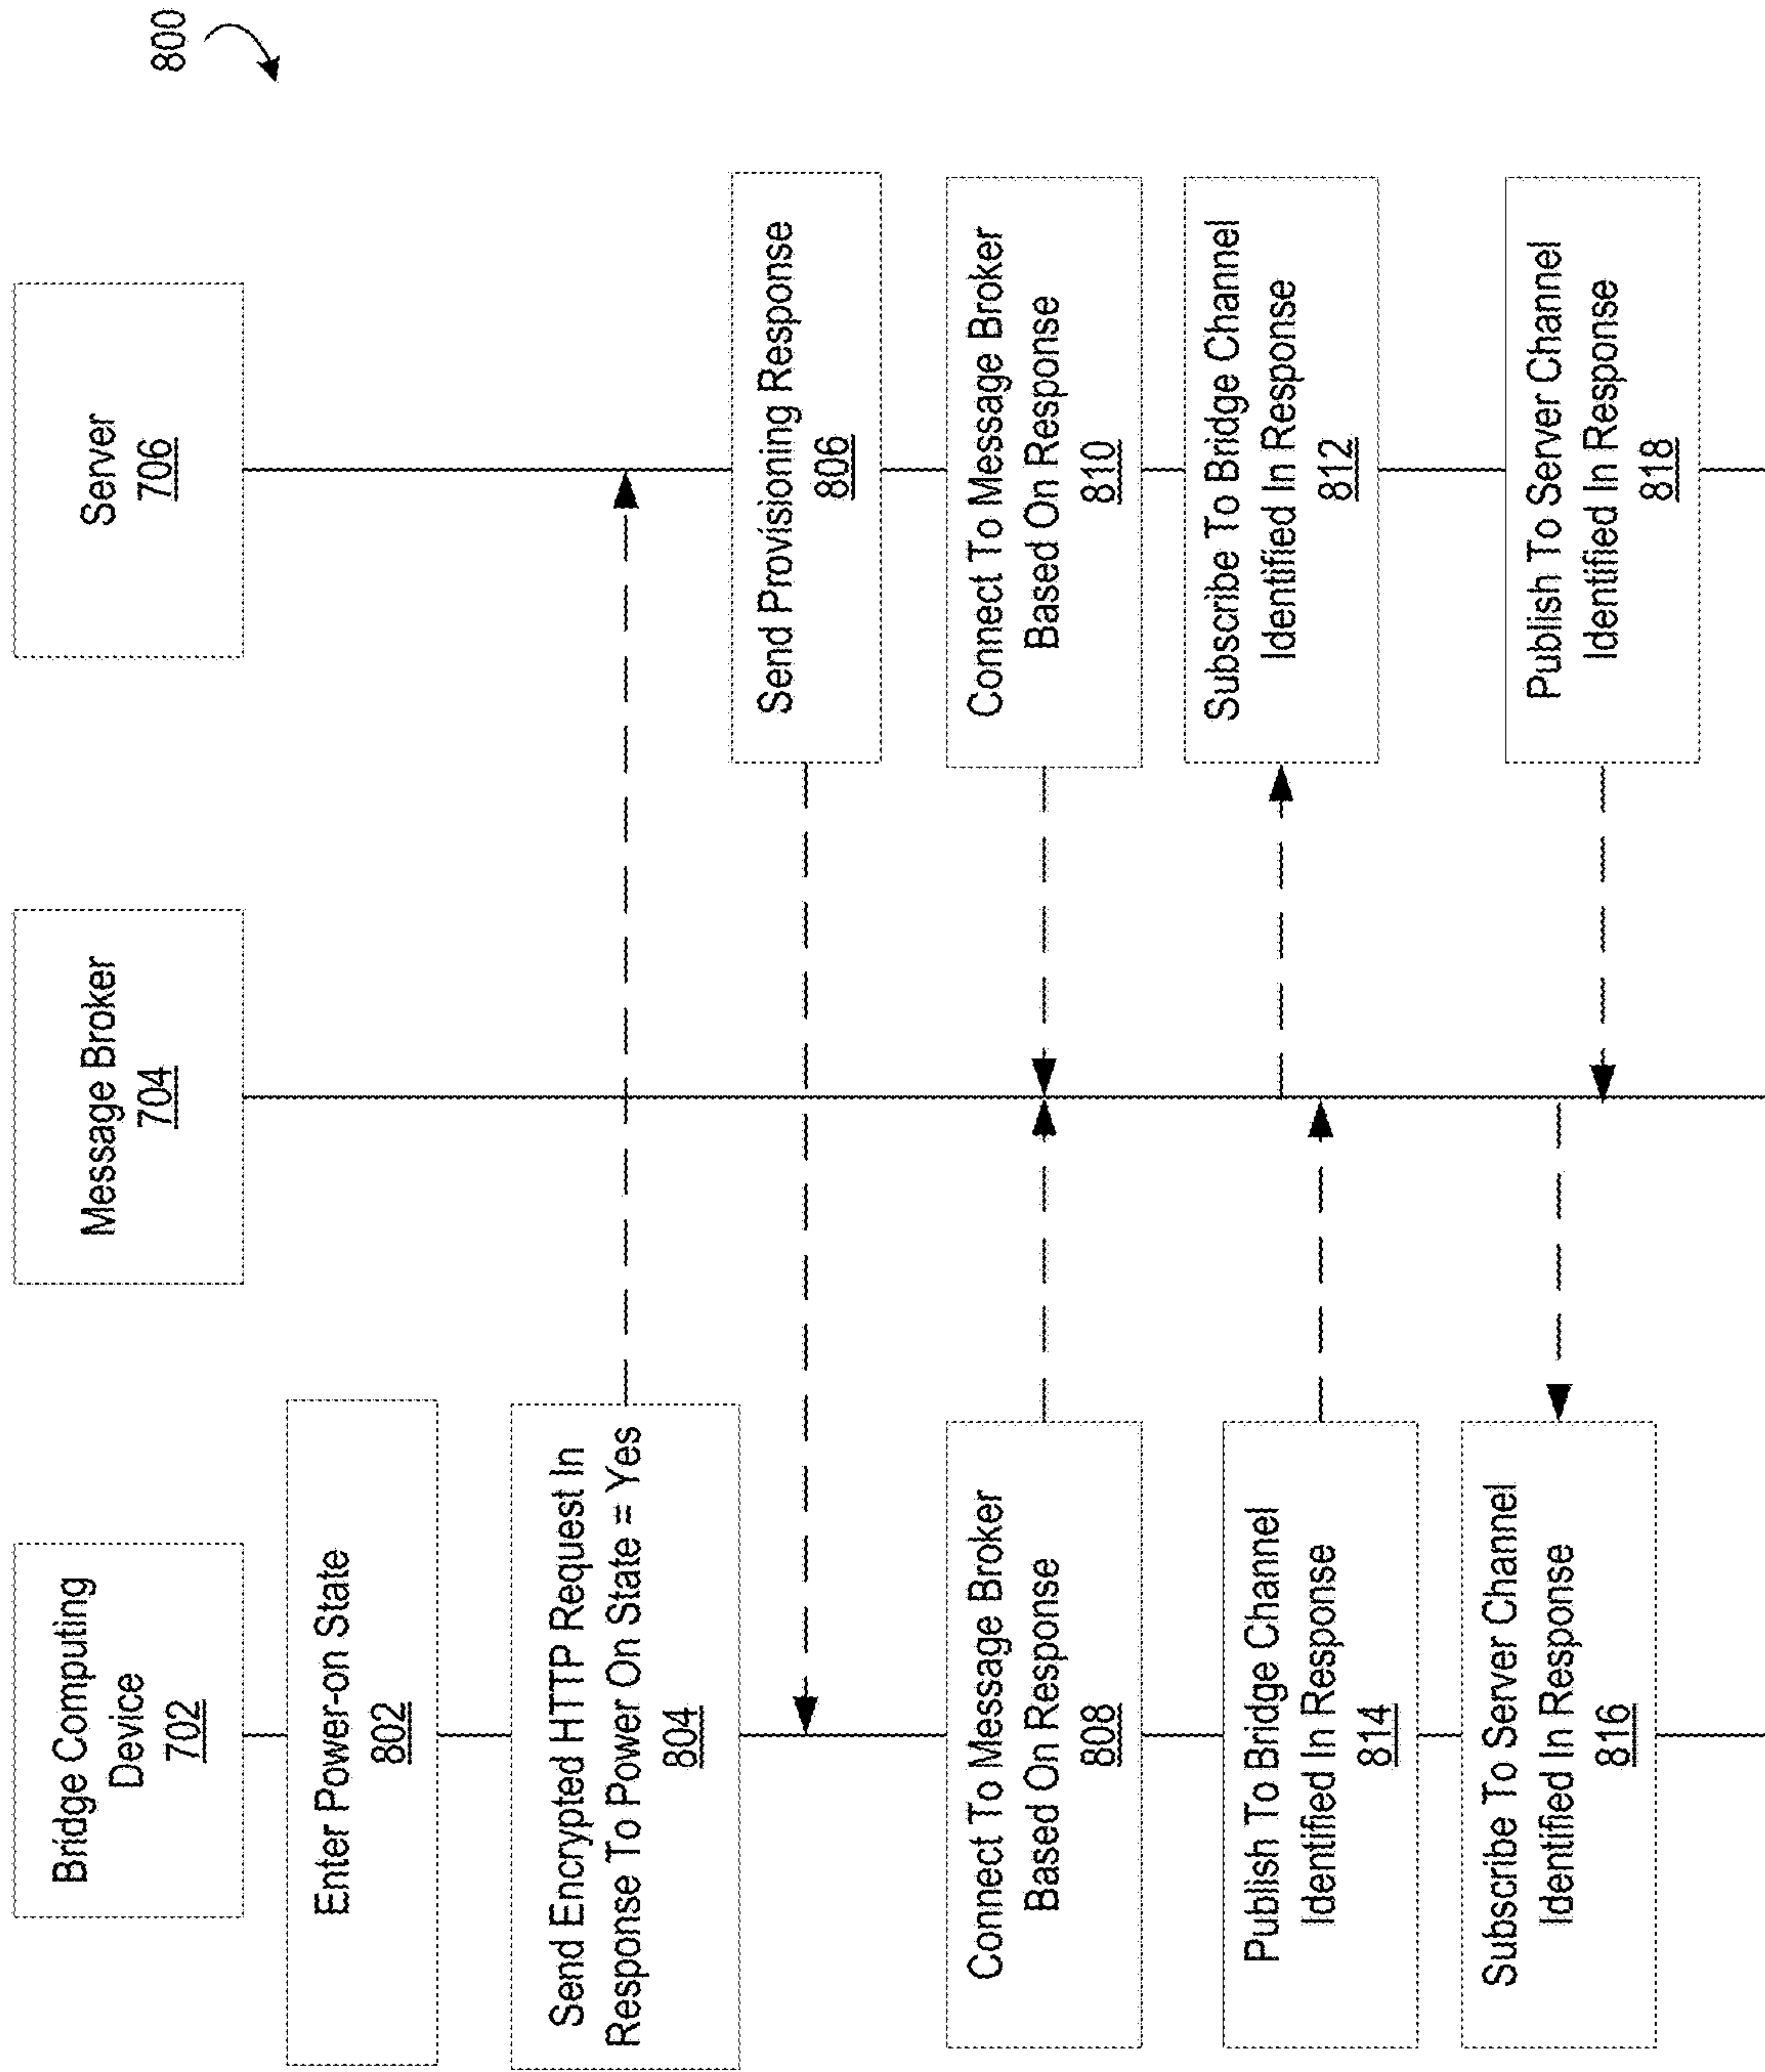 800
Bridge Computing
Device
702
Message Broker
704
Server
706
Enter Power-on State
802
Send Encrypted HTTP Request In
Response To Power On State = Yes
804
Send Provisioning Response
806
Connect To Message Broker
Based On Response
808
Connect To Message Broker
Based On Response
810
Subscribe To Bridge Channel
Identified In Response
812
Publish To Bridge Channel
Identified In Response
814
Subscribe To Server Channel
Identified In Response
816
Publish To Server Channel
Identified In Response
818